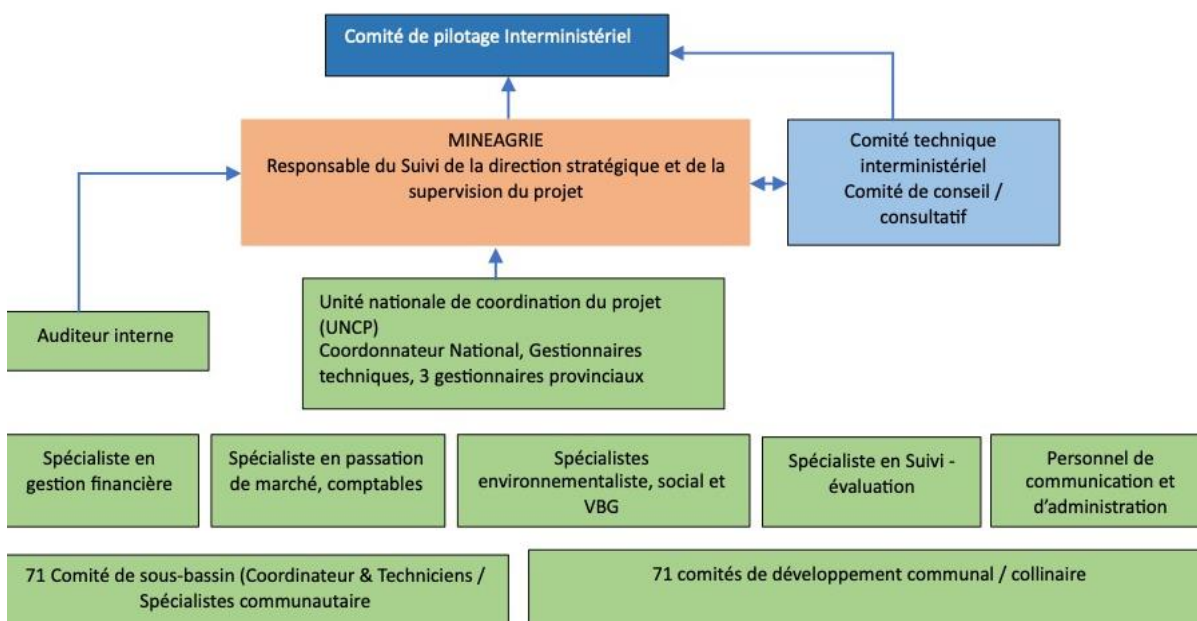 Comité de pilotage Interministériel
MINEAGRIE
Responsable du Suivi de la direction stratégique et de la
supervision du projet
Comité technique
interministériel
Comité de conseil /
consultatif
Auditeur interne
Unité nationale de coordination du projet
(UNCP)
Coordonnateur National, Gestionnaires
techniques, 3 gestionnaires provinciaux
Spécialiste en
gestion financière
Spécialiste en passation
de marché, comptables
Spécialistes
environnementaliste, social et
VBG
Spécialiste en Suivi -
évaluation
Personnel de
communication et
d’administration
71 Comité de sous-bassin (Coordinateur & Techniciens /
Spécialistes communautaire
71 comités de développement communal / collinaire